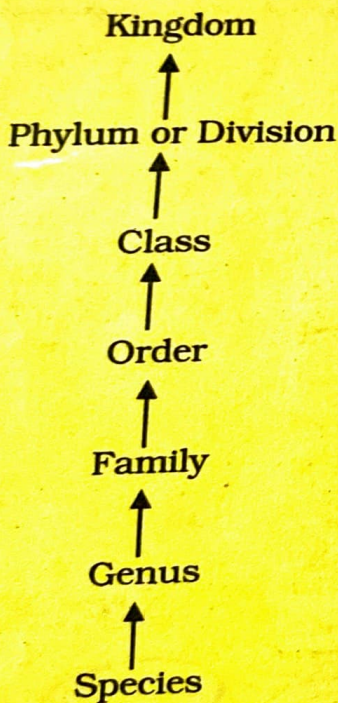 Kingdom
Phylum or Division
Class
Order
Family
Genus
Species